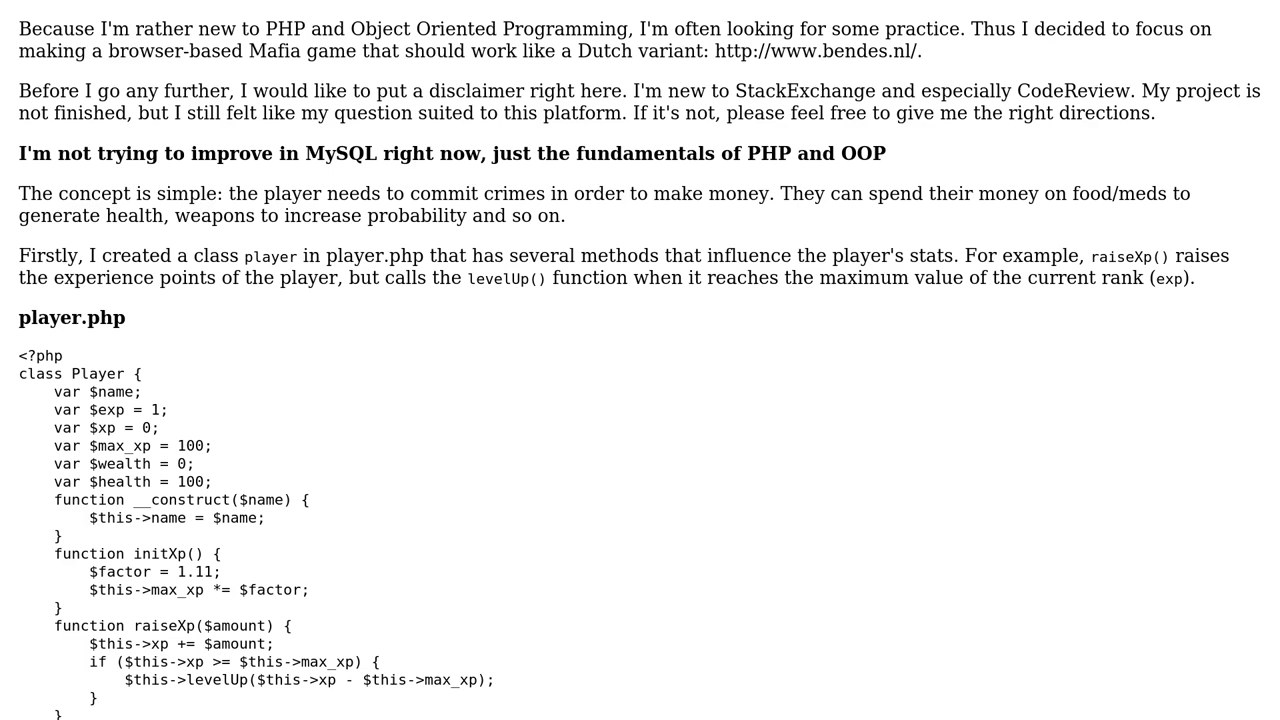 Because I'm rather new to PHP and Object Oriented Programming, I'm often looking for some practice. Thus I decided to focus on
making a browser-based Mafia game that should work like a Dutch variant: http://www.bendes.nl/.
Before I go any further, I would like to put a disclaimer right here. I'm new to StackExchange and especially CodeReview. My project is
not finished, but I still felt like my question suited to this platform. If it's not, please feel free to give me the right directions.
I'm not trying to improve in MySQL right now, just the fundamentals of PHP and OOP
The concept is simple: the player needs to commit crimes in order to make money. They can spend their money on food/meds to
generate health, weapons to increase probability and so on.
Firstly, I created a class player in player.php that has several methods that influence the player's stats. For example, raiseXp() raises
the experience points of the player, but calls the levelUp() function when it reaches the maximum value of the current rank (exp).
player.php
<?php
class Player {
    var $name;
    var $exp = 1;
    var $xp = 0;
    var $max_xp = 100;
    var $wealth = 0;
    var $health = 100;
    function __construct($name) {
        $this->name = $name;
    }
    function initXp() {
        $factor = 1.11;
        $this->max_xp *= $factor;
    }
    function raiseXp($amount) {
        $this->xp += $amount;
        if ($this->xp >= $this->max_xp) {
            $this->levelUp($this->xp - $this->max_xp);
        }
    }